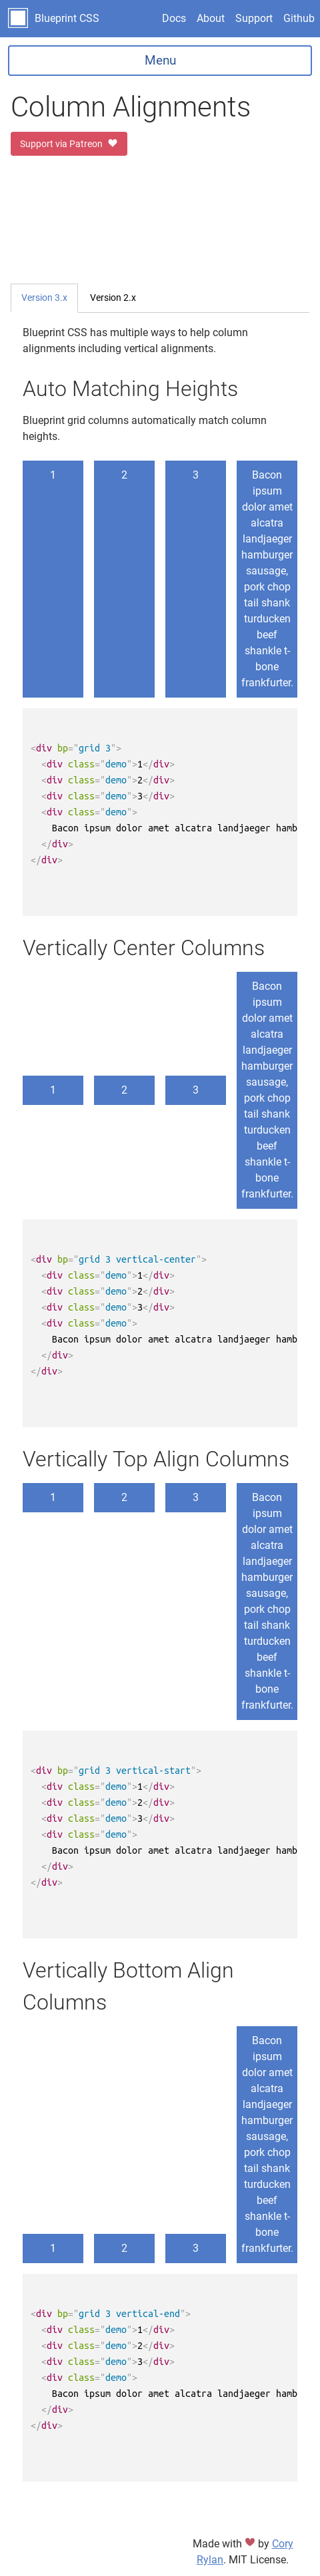 Blueprint CSS
Docs About Support Github
Menu
Column Alignments
Support via Patreon
Version 3.x
Version 2.x
Blueprint CSS has multiple ways to help column
alignments including vertical alignments.
Auto Matching Heights
Blueprint grid columns automatically match column
heights.
1
2
3
Bacon
ipsum
dolor amet
alcatra
landjaeger
hamburger
sausage,
pork chop
tail shank
turducken
beef
shankle t-
bone
frankfurter.
<div bp="grid 3">
  <div class="demo">1</div>
  <div class="demo">2</div>
  <div class="demo">3</div>
  <div class="demo">
    Bacon ipsum dolor amet alcatra landjaeger hamb
  </div>
</div>
Vertically Center Columns
1
2
3
Bacon
ipsum
dolor amet
alcatra
landjaeger
hamburger
sausage,
pork chop
tail shank
turducken
beef
shankle t-
bone
frankfurter.
<div bp="grid 3 vertical-center">
  <div class="demo">1</div>
  <div class="demo">2</div>
  <div class="demo">3</div>
  <div class="demo">
    Bacon ipsum dolor amet alcatra landjaeger hamb
  </div>
</div>
Vertically Top Align Columns
1
2
3
Bacon
ipsum
dolor amet
alcatra
landjaeger
hamburger
sausage,
pork chop
tail shank
turducken
beef
shankle t-
bone
frankfurter.
<div bp="grid 3 vertical-start">
  <div class="demo">1</div>
  <div class="demo">2</div>
  <div class="demo">3</div>
  <div class="demo">
    Bacon ipsum dolor amet alcatra landjaeger hamb
  </div>
</div>
Vertically Bottom Align
Columns
1
2
3
Bacon
ipsum
dolor amet
alcatra
landjaeger
hamburger
sausage,
pork chop
tail shank
turducken
beef
shankle t-
bone
frankfurter.
<div bp="grid 3 vertical-end">
  <div class="demo">1</div>
  <div class="demo">2</div>
  <div class="demo">3</div>
  <div class="demo">
    Bacon ipsum dolor amet alcatra landjaeger hamb
  </div>
</div>
Made with ♥ by Cory
Rylan. MIT License.